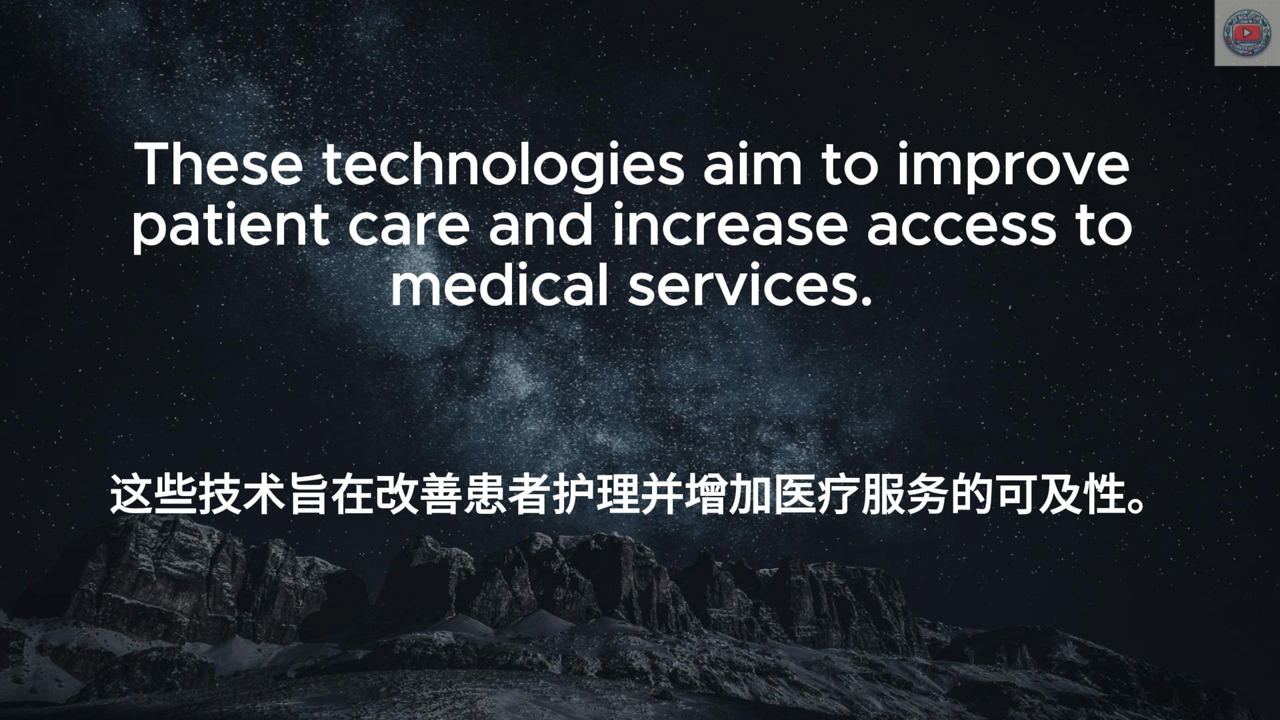 These technologies aim to improve
patient care and increase access to
medical services.
这些技术旨在改善患者护理并增加医疗服务的可及性。